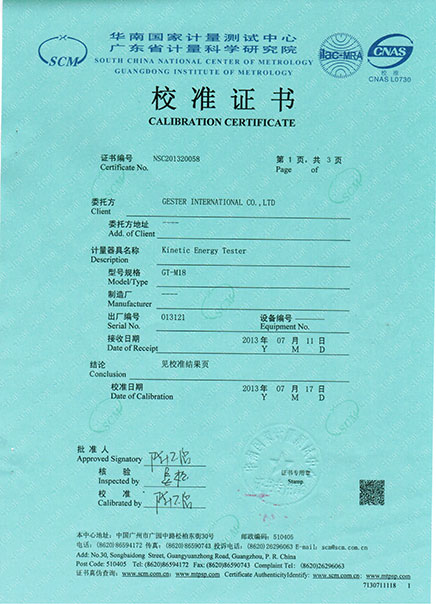 华南国家计量测试中心
广东省计量科学研究院
SOUTH CHINA NATIONAL CENTER OF METROLOGY
GUANGDONG INSTITUTE OF METROLOGY
SCM
ilac-MRA
CNAS
校准
CNAS L0730
校准证书
CALIBRATION CERTIFICATE
证书编号 NSC201320058 第 1 页，共 3 页
Certificate No. Page of
委托方 GESTER INTERNATIONAL CO.,LTD
Client
委托方地址 ———
Add. of Client
计量器具名称 Kinetic Energy Tester
Description
型号规格 GT-M18
Model/Type
制造厂 ———
Manufacturer
出厂编号 013121 设备编号 ———
Serial No. Equipment No.
接收日期 2013 年 07 月 11 日
Date of Receipt Y M D
结论 见校准结果页
Conclusion
校准日期 2013 年 07 月 17 日
Date of Calibration Y M D
批准人
Approved Signatory
核验
Inspected by
校准
Calibrated by
证书专用章
Stamp
本中心地址：中国广州市广园中路松柏东街30号 邮政编码：510405
电话：(8620)86594172 传真：(8620)86590743 投诉电话：(8620)26296063 E-mail: scm@scm.com.cn
Add: No.30, Songbaidong Street, Guangyuanzhong Road, Guangzhou, P. R. China
Post Code: 510405 Tel: (8620)86594172 Fax: (8620)86590743 Complaint Tel: (8620)26296063
证书真伪查询：www.scm.com.cn; www.mtpsp.com Certificate AuthenticityIdentify: www.scm.com.cn; www.mtpsp.com
7130711118 1